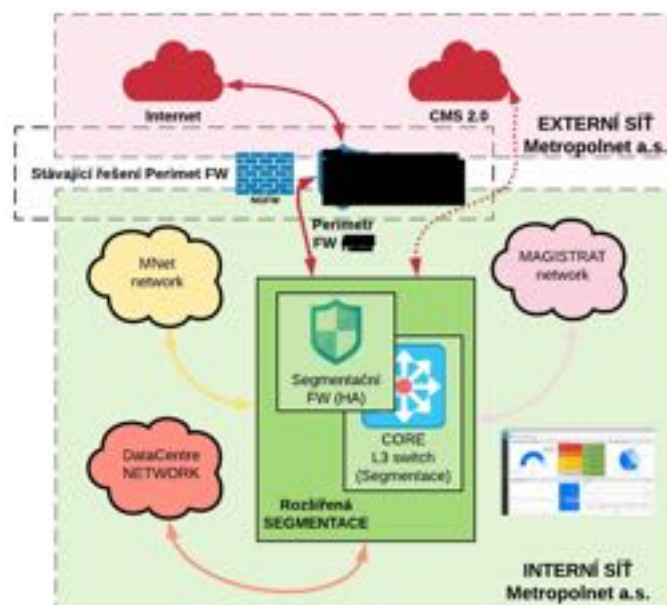 Internet
CMS 2.0
EXTERNÍ SÍŤ
Metropolnet a.s.
Stávající řešení Perimet FW
NGFW
Perimetr
FW
MNet
network
MAGISTRAT
network
Segmentační
FW (HA)
CORE
L3 switch
(Segmentace)
DataCentre
NETWORK
Rozšířená
SEGMENTACE
INTERNÍ SÍŤ
Metropolnet a.s.